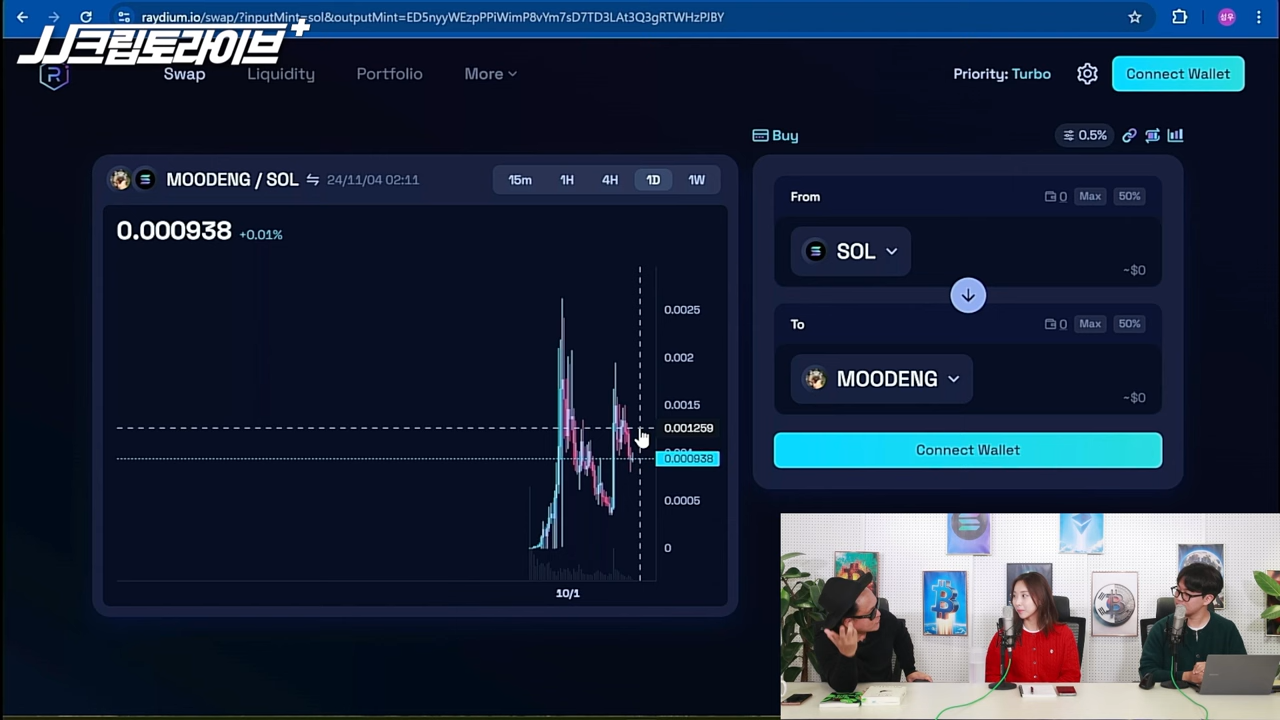 raydium.io/swap/?inputMint=sol&outputMint=ED5nyyWEzpPPiWimP8vYm7sD7TD3LAt3Q3gRTWHzPJBY
섬우
JJ크립토라이브+
Swap
Liquidity
Portfolio
More
Priority: Turbo
Connect Wallet
Buy
0.5%
MOODENG / SOL
24/11/04 02:11
15m
1H
4H
1D
1W
0.000938
+0.01%
0.0025
0.002
0.0015
0.001259
0.000938
0.0005
0
10/1
From
0
Max
50%
SOL
~$0
To
0
Max
50%
MOODENG
~$0
Connect Wallet